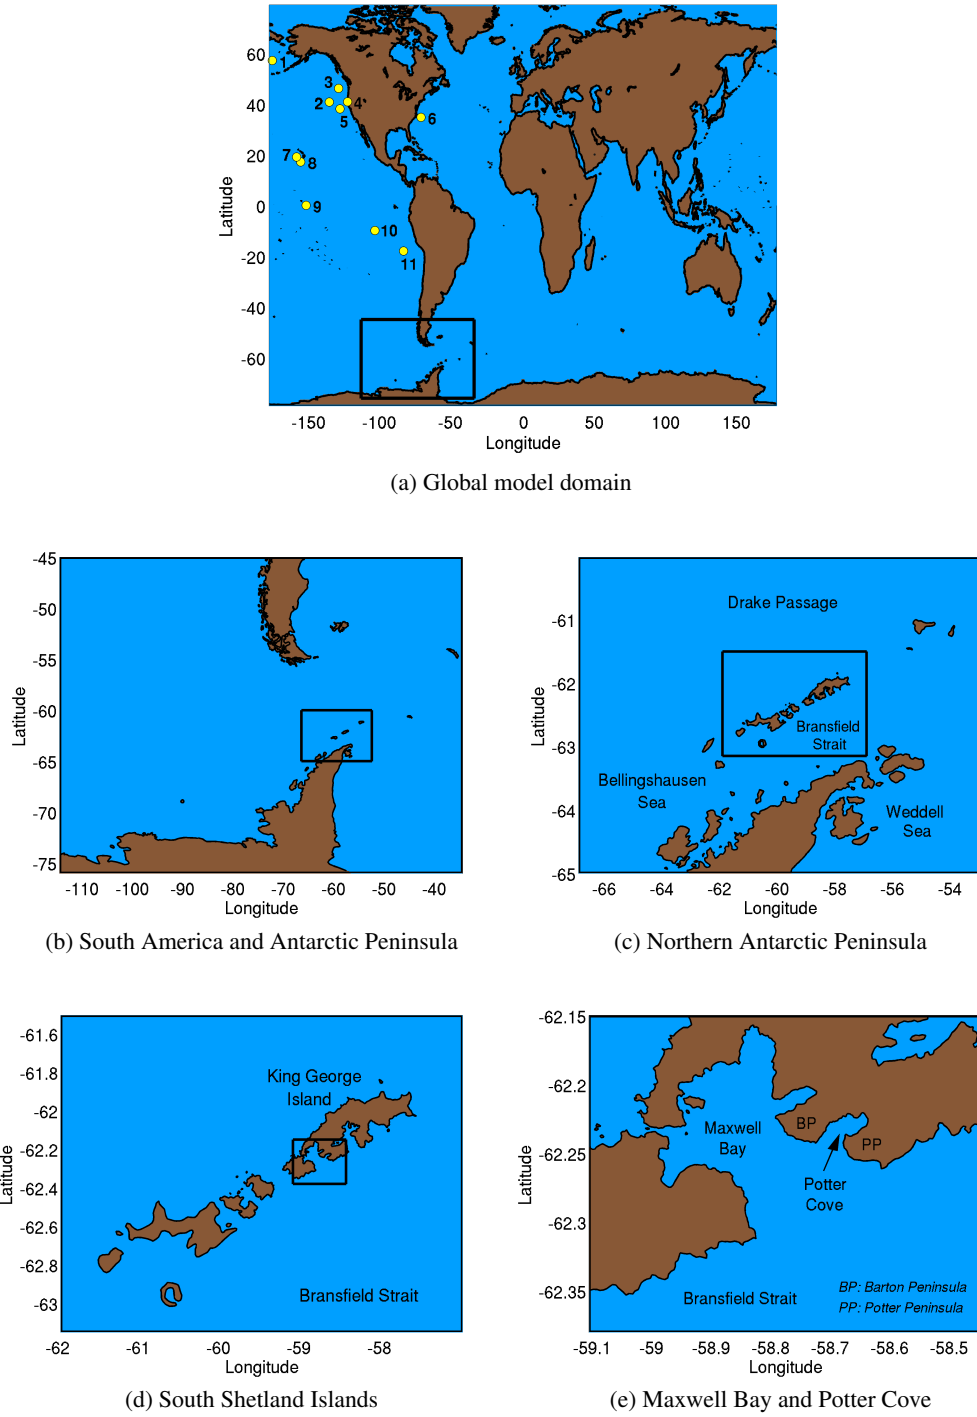 60
40
20
0
-20
-40
-60
Latitude
1
3
2
4
5
6
7
8
9
10
11
-150
-100
-50
0
50
100
150
Longitude
(a) Global model domain
-45
-50
-55
-60
-65
-70
-75
Latitude
-110
-100
-90
-80
-70
-60
-50
-40
Longitude
(b) South America and Antarctic Peninsula
-61
-62
-63
-64
-65
Latitude
Drake Passage
Bransfield
Strait
Bellingshausen
Sea
Weddell
Sea
-66
-64
-62
-60
-58
-56
-54
Longitude
(c) Northern Antarctic Peninsula
-61.6
-61.8
-62
-62.2
-62.4
-62.6
-62.8
-63
Latitude
King George
Island
Bransfield Strait
-62
-61
-60
-59
-58
Longitude
(d) South Shetland Islands
-62.15
-62.2
-62.25
-62.3
-62.35
Latitude
Maxwell
Bay
BP
PP
Potter
Cove
BP: Barton Peninsula
PP: Potter Peninsula
Bransfield Strait
-59.1
-59
-58.9
-58.8
-58.7
-58.6
-58.5
Longitude
(e) Maxwell Bay and Potter Cove